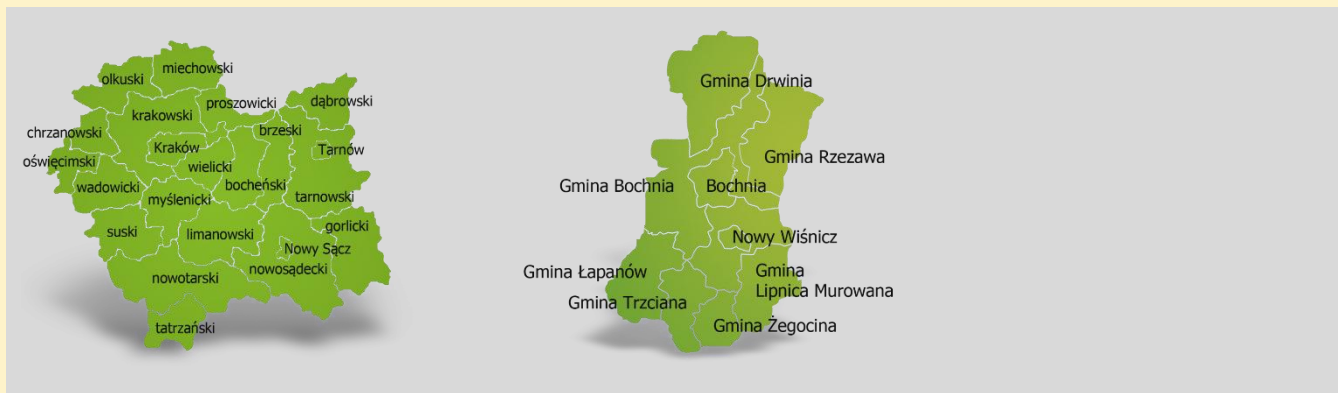 miechowski
olkuski
proszowicki
dąbrowski
krakowski
chrzanowski
brzeski
Kraków
Tarnów
oświęcimski
wielicki
wadowicki
bocheński
myślenicki
tarnowski
suski
limanowski
gorlicki
Nowy Sącz
nowosądecki
nowotarski
tatrzański
Gmina Drwinia
Gmina Rzezawa
Gmina Bochnia
Bochnia
Nowy Wiśnicz
Gmina Łapanów
Gmina
Lipnica Murowana
Gmina Trzciana
Gmina Żegocina